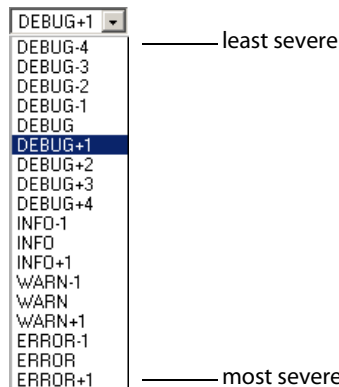 DEBUG+1
DEBUG-4
least severe
DEBUG-3
DEBUG-2
DEBUG-1
DEBUG
DEBUG+1
DEBUG+2
DEBUG+3
DEBUG+4
INFO-1
INFO
INFO+1
WARN-1
WARN
WARN+1
ERROR-1
ERROR
ERROR+1
most severe